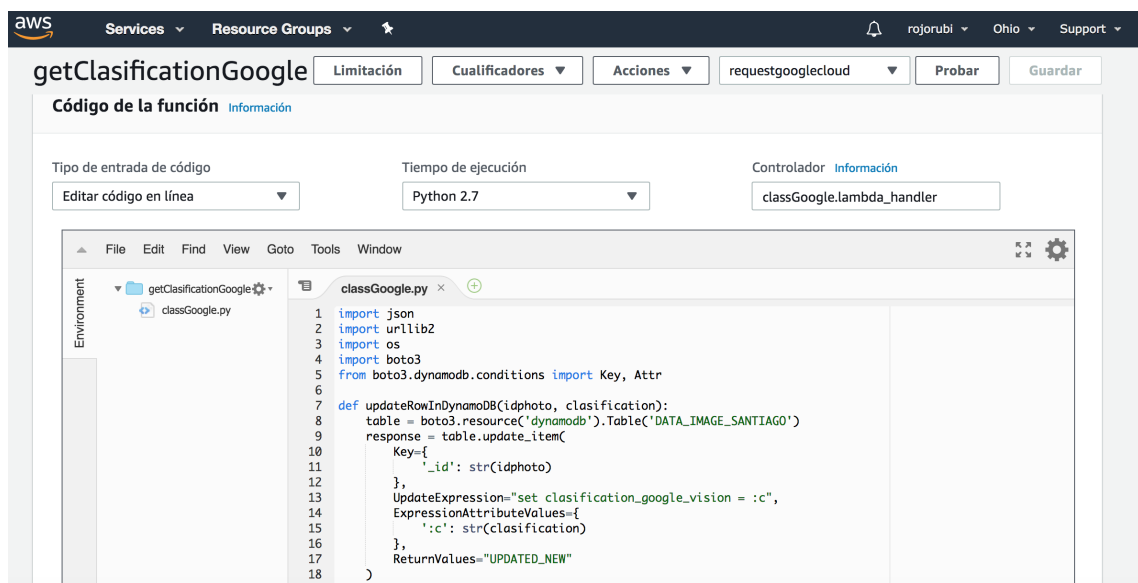 aws Services Resource Groups rojorubi Ohio Support
getClasificationGoogle Limitación Cualificadores Acciones requestgooglecloud Probar Guardar
Código de la función Información
Tipo de entrada de código Tiempo de ejecución Controlador Información
Editar código en línea Python 2.7 classGoogle.lambda_handler
File Edit Find View Goto Tools Window
Environment
getClasificationGoogle classGoogle.py ×
classGoogle.py
1 import json
2 import urllib2
3 import os
4 import boto3
5 from boto3.dynamodb.conditions import Key, Attr
6
7 def updateRowInDynamoDB(idphoto, clasification):
8     table = boto3.resource('dynamodb').Table('DATA_IMAGE_SANTIAGO')
9     response = table.update_item(
10         Key={
11             '_id': str(idphoto)
12         },
13         UpdateExpression="set clasification_google_vision = :c",
14         ExpressionAttributeValues={
15             ':c': str(clasification)
16         },
17         ReturnValues="UPDATED_NEW"
18     )